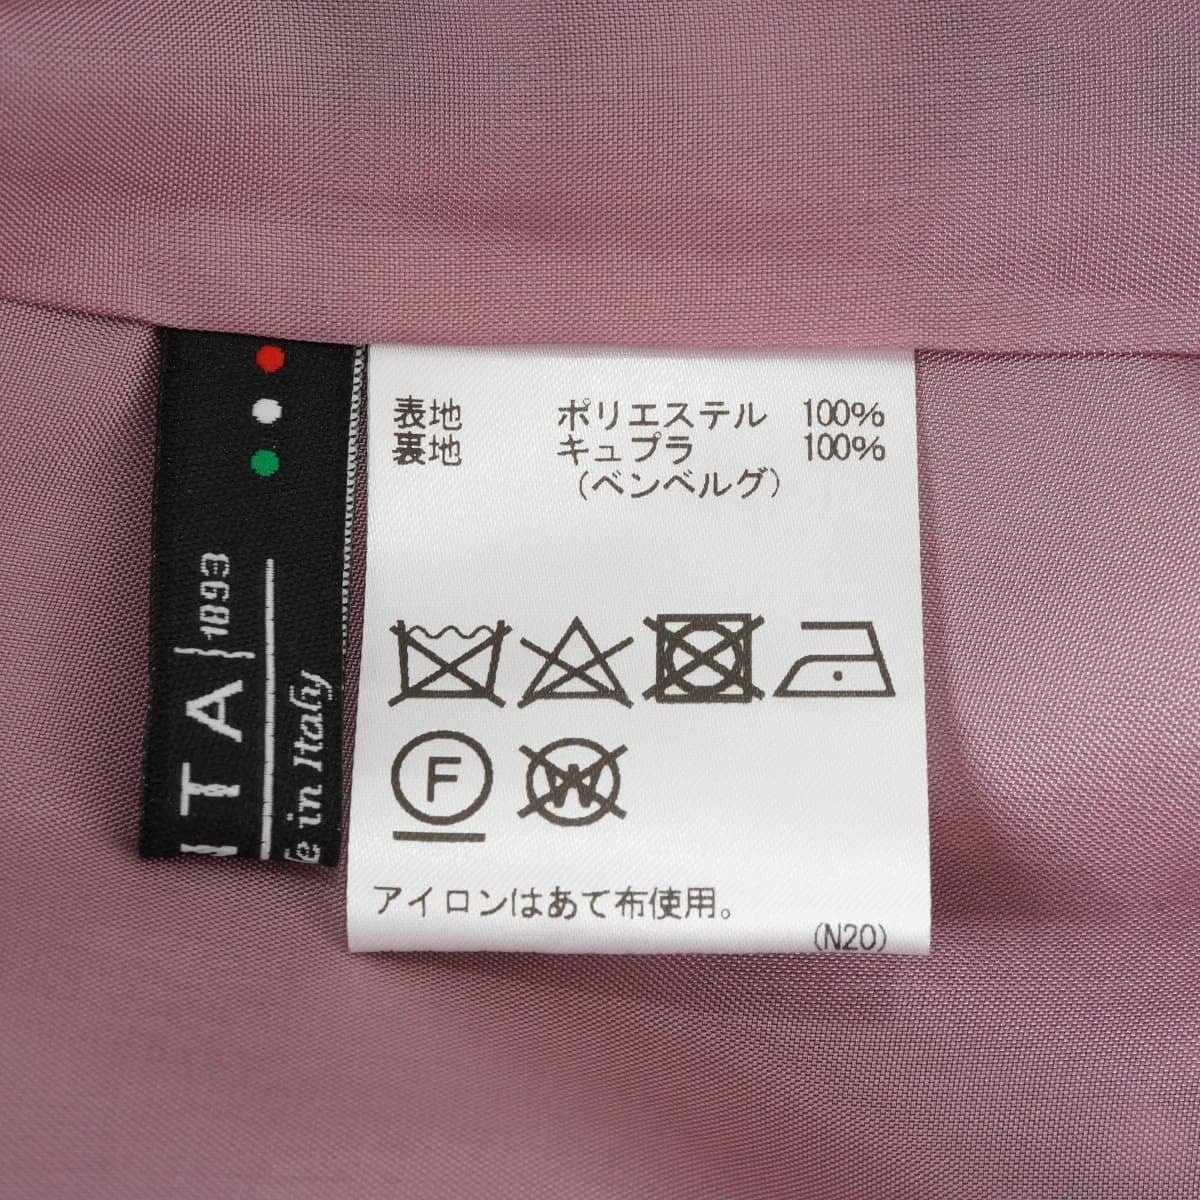 表地 ポリエステル 100%
裏地 キュプラ 100%
(ベンベルグ)
F
W
アイロンはあて布使用。
(N20)
NTA
1893
in Italy